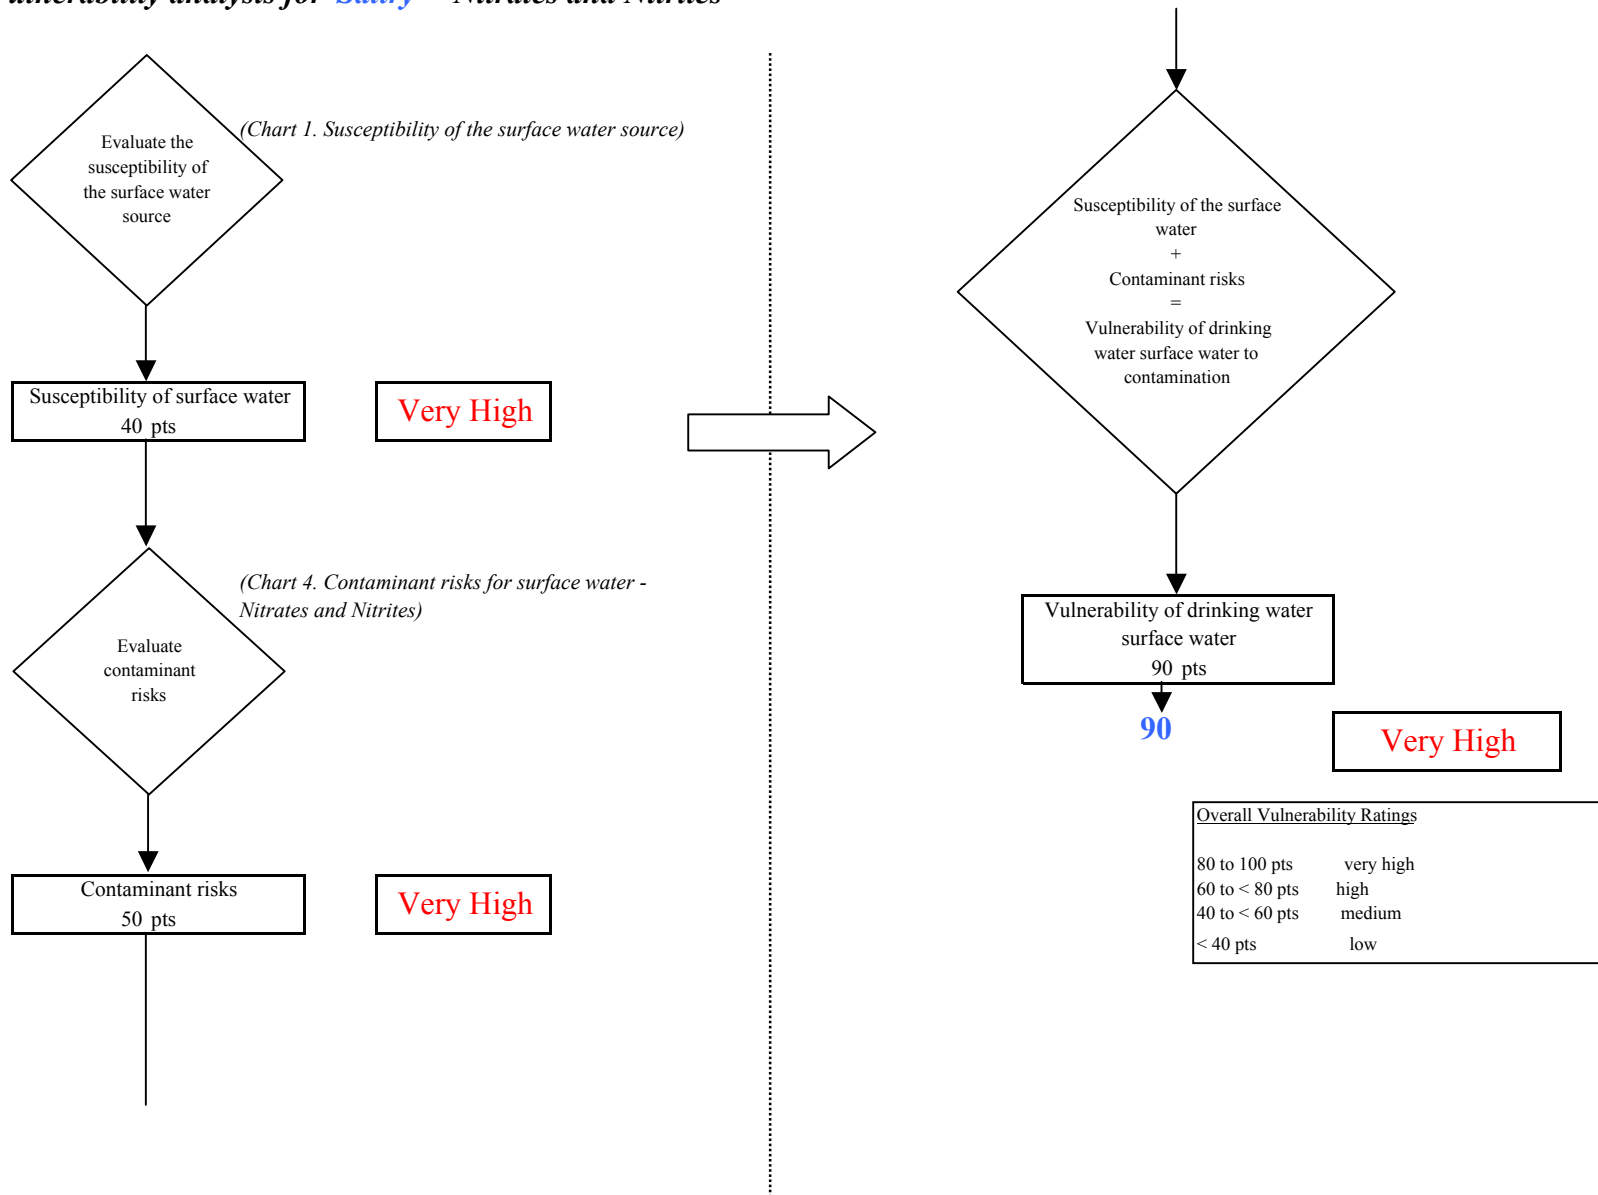 Nitrates and Nitrites
Evaluate the
susceptibility of
the surface water
source
(Chart 1. Susceptibility of the surface water source)
Susceptibility of surface water
40 pts
Very High
(Chart 4. Contaminant risks for surface water -
Nitrates and Nitrites)
Evaluate
contaminant
risks
Contaminant risks
50 pts
Very High
Susceptibility of the surface
water
+
Contaminant risks
=
Vulnerability of drinking
water surface water to
contamination
Vulnerability of drinking water
surface water
90 pts
90
Very High
Overall Vulnerability Ratings
80 to 100 pts very high
60 to < 80 pts high
40 to < 60 pts medium
< 40 pts low